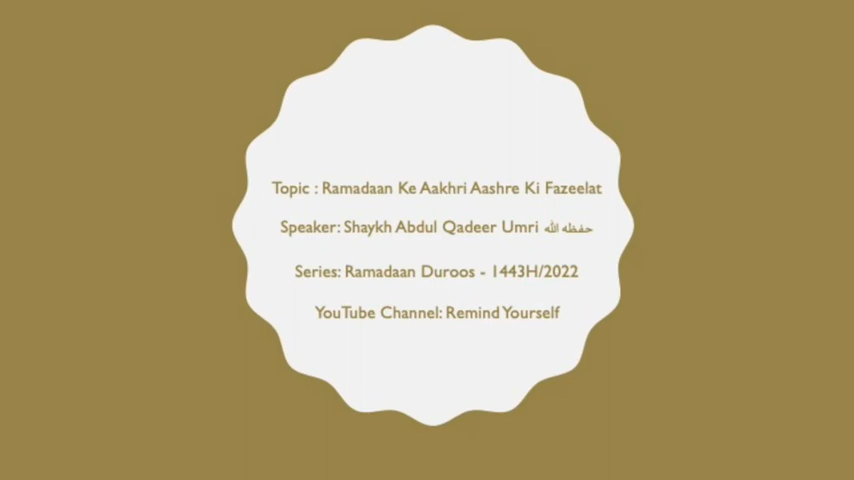 Topic : Ramadaan Ke Aakhri Aashre Ki Fazeelat
Speaker: Shaykh Abdul Qadeer Umri حفظه الله
Series: Ramadaan Duroos - 1443H/2022
YouTube Channel: Remind Yourself